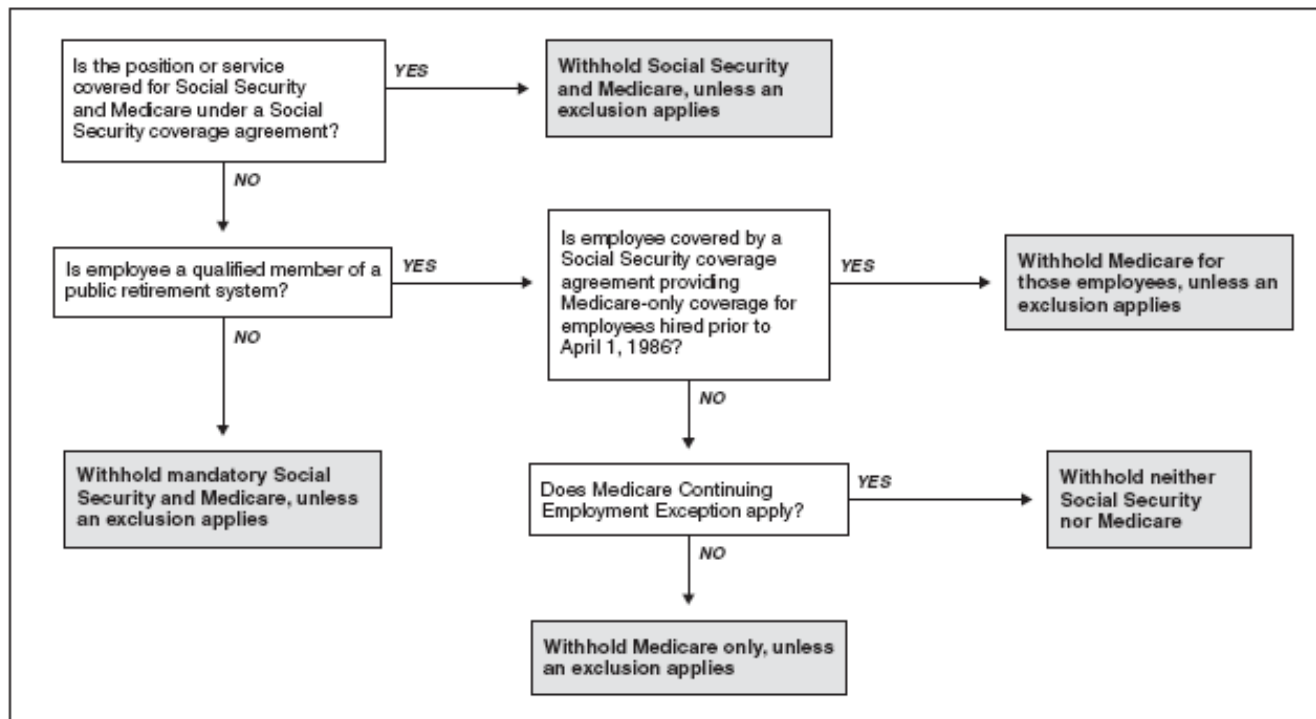 Is the position or service
covered for Social Security
and Medicare under a Social
Security coverage agreement?
YES
Withhold Social Security
and Medicare, unless an
exclusion applies
NO
Is employee a qualified member of a
public retirement system?
YES
Is employee covered by a
Social Security coverage
agreement providing
Medicare-only coverage for
employees hired prior to
April 1, 1986?
YES
Withhold Medicare for
those employees, unless an
exclusion applies
NO
NO
Withhold mandatory Social
Security and Medicare, unless
an exclusion applies
Does Medicare Continuing
Employment Exception apply?
YES
Withhold neither
Social Security
nor Medicare
NO
Withhold Medicare only, unless
an exclusion applies